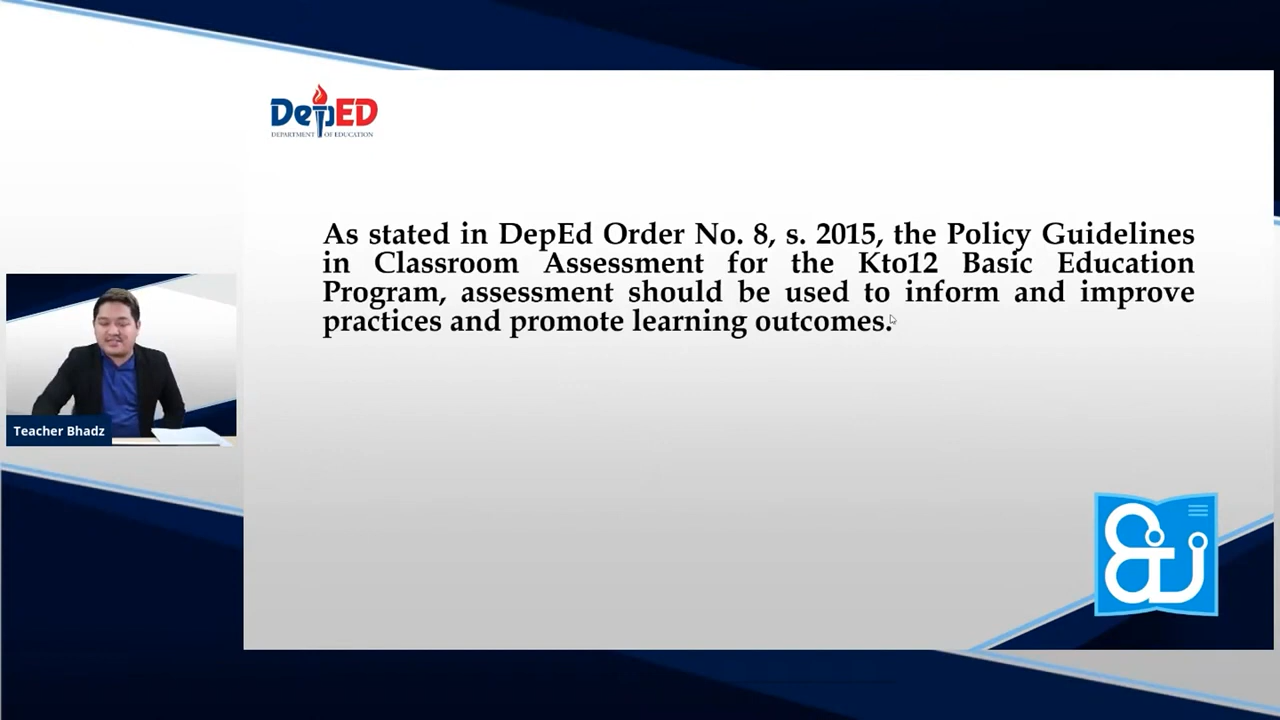 DepED
DEPARTMENT OF EDUCATION
As stated in DepEd Order No. 8, s. 2015, the Policy Guidelines
in Classroom Assessment for the Kto12 Basic Education
Program, assessment should be used to inform and improve
practices and promote learning outcomes.
Teacher Bhadz